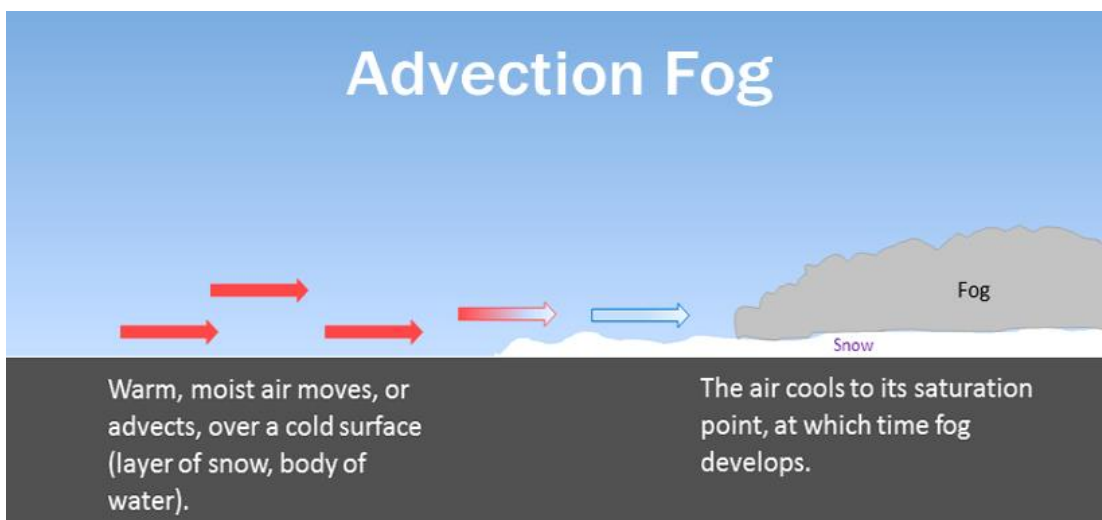 Advection Fog
Fog
Snow
Warm, moist air moves, or
advects, over a cold surface
(layer of snow, body of
water).
The air cools to its saturation
point, at which time fog
develops.